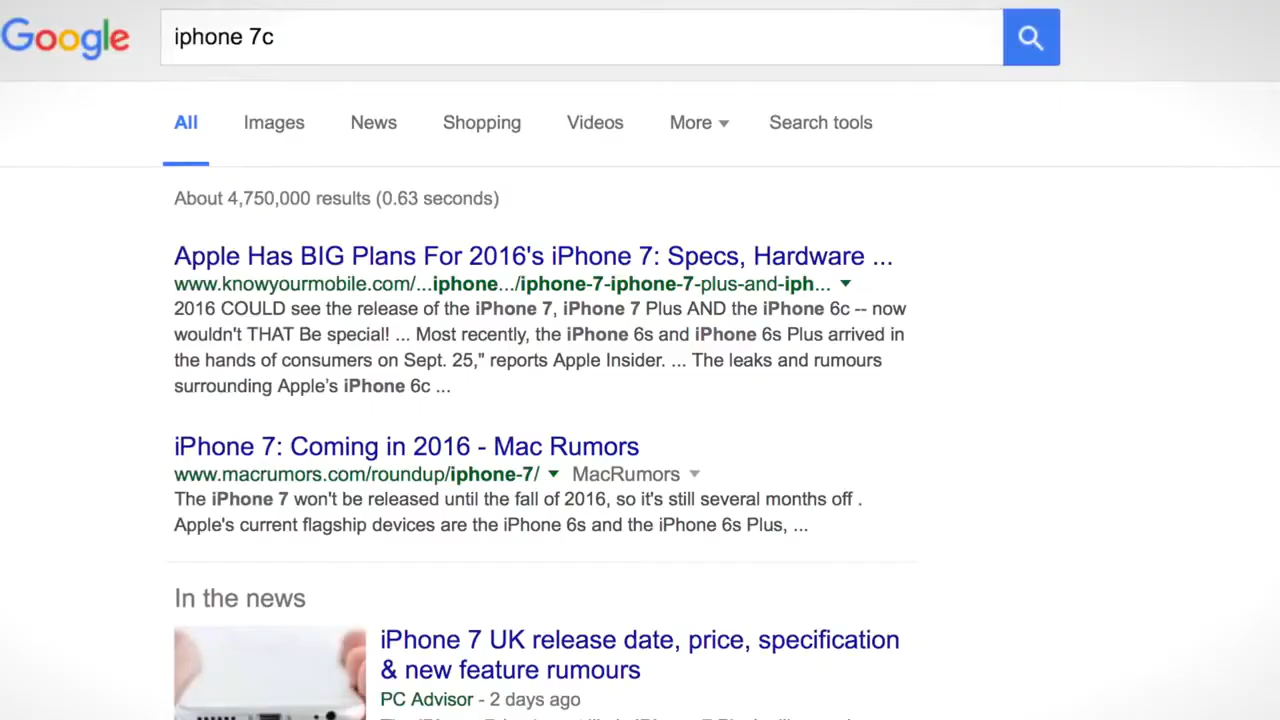 Google
iphone 7c
All Images News Shopping Videos More Search tools
About 4,750,000 results (0.63 seconds)
Apple Has BIG Plans For 2016's iPhone 7: Specs, Hardware ...
www.knowyourmobile.com/...iphone.../iphone-7-iphone-7-plus-and-iph...
2016 COULD see the release of the iPhone 7, iPhone 7 Plus AND the iPhone 6c -- now
wouldn't THAT Be special! ... Most recently, the iPhone 6s and iPhone 6s Plus arrived in
the hands of consumers on Sept. 25," reports Apple Insider. ... The leaks and rumours
surrounding Apple's iPhone 6c ...
iPhone 7: Coming in 2016 - Mac Rumors
www.macrumors.com/roundup/iphone-7/ MacRumors
The iPhone 7 won't be released until the fall of 2016, so it's still several months off .
Apple's current flagship devices are the iPhone 6s and the iPhone 6s Plus, ...
In the news
iPhone 7 UK release date, price, specification
& new feature rumours
PC Advisor - 2 days ago